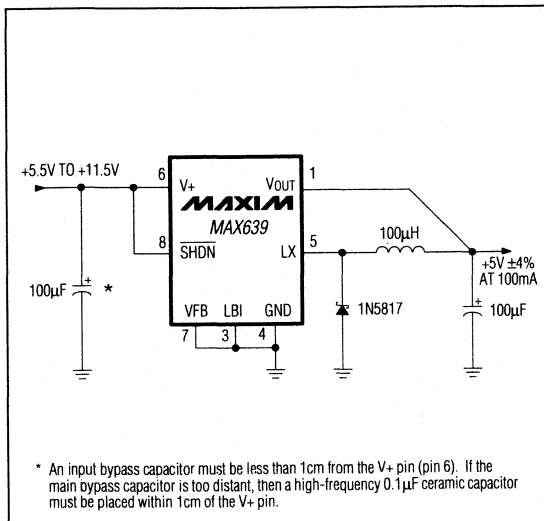 +5.5V TO +11.5V
6
V+
VOUT
1
MAXIM
MAX639
8
SHDN
LX
5
100µH
+5V ±4%
AT 100mA
100µF
*
1N5817
100µF
VFB LBI GND
7 3 4
* An input bypass capacitor must be less than 1cm from the V+ pin (pin 6). If the
main bypass capacitor is too distant, then a high-frequency 0.1µF ceramic capacitor
must be placed within 1cm of the V+ pin.